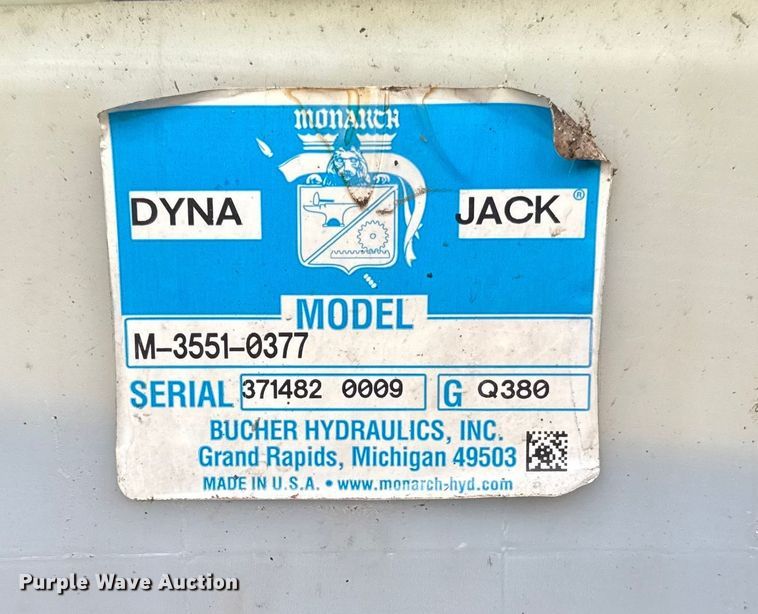 MONARCH
DYNA JACK®
MODEL
M-3551-0377
SERIAL 371482 0009 G Q380
BUCHER HYDRAULICS, INC.
Grand Rapids, Michigan 49503
MADE IN U.S.A. • www.monarch-hyd.com
Purple Wave Auction